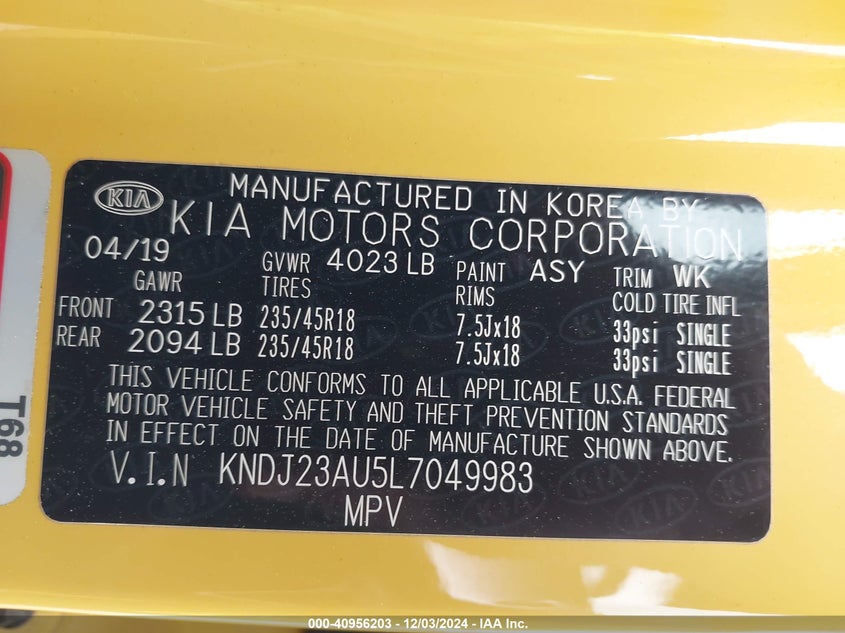 KIA
MANUFACTURED IN KOREA BY
KIA MOTORS CORPORATION
04/19 GVWR 4023 LB PAINT ASY TRIM WK
GAWR TIRES RIMS COLD TIRE INFL
FRONT 2315 LB 235/45R18 7.5Jx18 33psi SINGLE
REAR 2094 LB 235/45R18 7.5Jx18 33psi SINGLE
THIS VEHICLE CONFORMS TO ALL APPLICABLE U.S.A. FEDERAL
MOTOR VEHICLE SAFETY AND THEFT PREVENTION STANDARDS
IN EFFECT ON THE DATE OF MANUFACTURE SHOWN ABOVE.
V.I.N KNDJ23AU5L7049983
MPV
T68
000-40956203 - 12/03/2024 - IAA Inc.